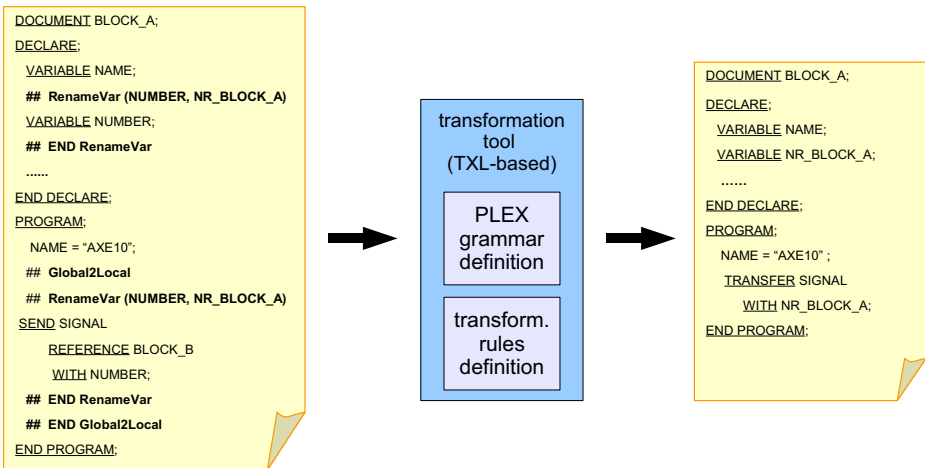 DOCUMENT BLOCK_A;
DECLARE;
VARIABLE NAME;
## RenameVar (NUMBER, NR_BLOCK_A)
VARIABLE NUMBER;
## END RenameVar
......
END DECLARE;
PROGRAM;
NAME = “AXE10”;
## Global2Local
## RenameVar (NUMBER, NR_BLOCK_A)
SEND SIGNAL
REFERENCE BLOCK_B
WITH NUMBER;
## END RenameVar
## END Global2Local
END PROGRAM;
transformation
tool
(TXL-based)
PLEX
grammar
definition
transform.
rules
definition
DOCUMENT BLOCK_A;
DECLARE;
VARIABLE NAME;
VARIABLE NR_BLOCK_A;
......
END DECLARE;
PROGRAM;
NAME = “AXE10” ;
TRANSFER SIGNAL
WITH NR_BLOCK_A;
END PROGRAM;